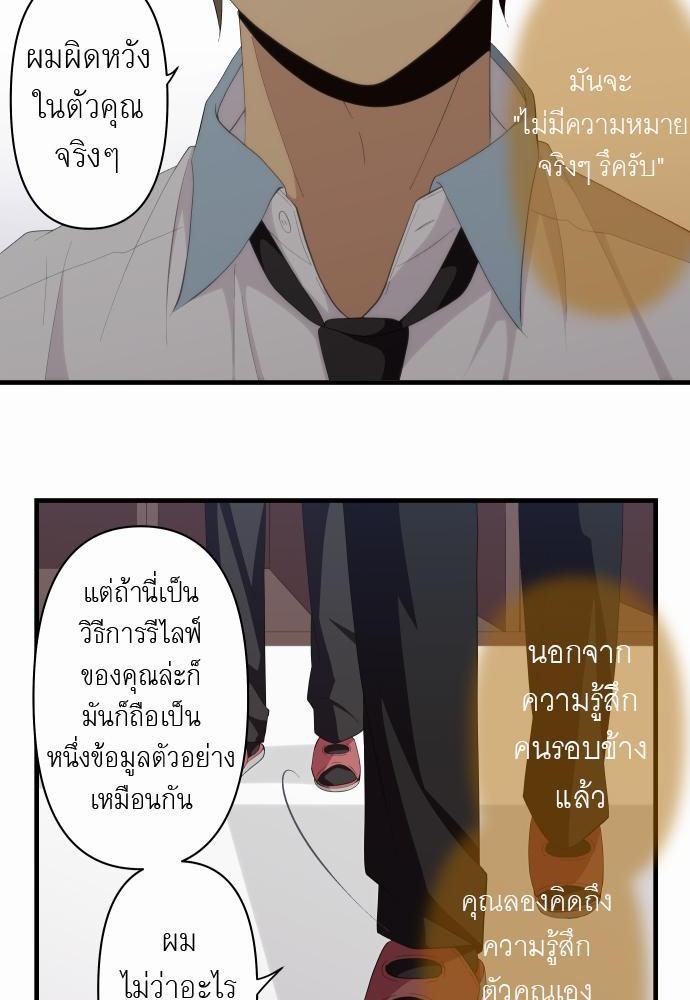 ผมผิดหวัง
ในตัวคุณ
จริงๆ
มันจะ
"ไม่มีความหมาย
จริงๆ รึครับ"
แต่ถ้านี่เป็น
วิธีการรีไลฟ์
ของคุณล่ะก็
มันก็ถือเป็น
หนึ่งข้อมูลตัวอย่าง
เหมือนกัน
นอกจาก
ความรู้สึก
คนรอบข้าง
แล้ว
คุณลองคิดถึง
ความรู้สึก
ตัวคุณเอง
ผม
ไม่ว่าอะไร